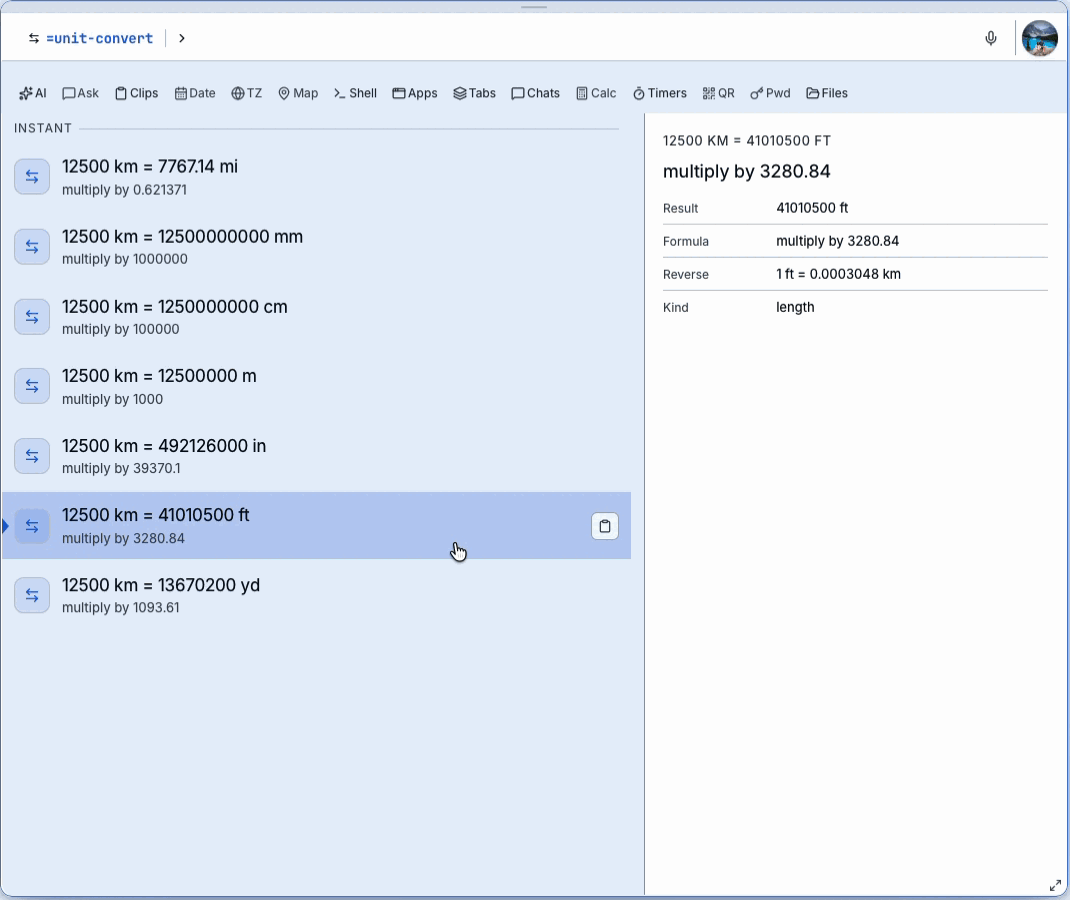 =unit-convert
AI Ask Clips Date TZ Map Shell Apps Tabs Chats Calc Timers QR Pwd Files
INSTANT
12500 km = 7767.14 mi
multiply by 0.621371
12500 km = 12500000000 mm
multiply by 1000000
12500 km = 1250000000 cm
multiply by 100000
12500 km = 12500000 m
multiply by 1000
12500 km = 492126000 in
multiply by 39370.1
12500 km = 41010500 ft
multiply by 3280.84
12500 km = 13670200 yd
multiply by 1093.61
12500 KM = 41010500 FT
multiply by 3280.84
Result 41010500 ft
Formula multiply by 3280.84
Reverse 1 ft = 0.0003048 km
Kind length